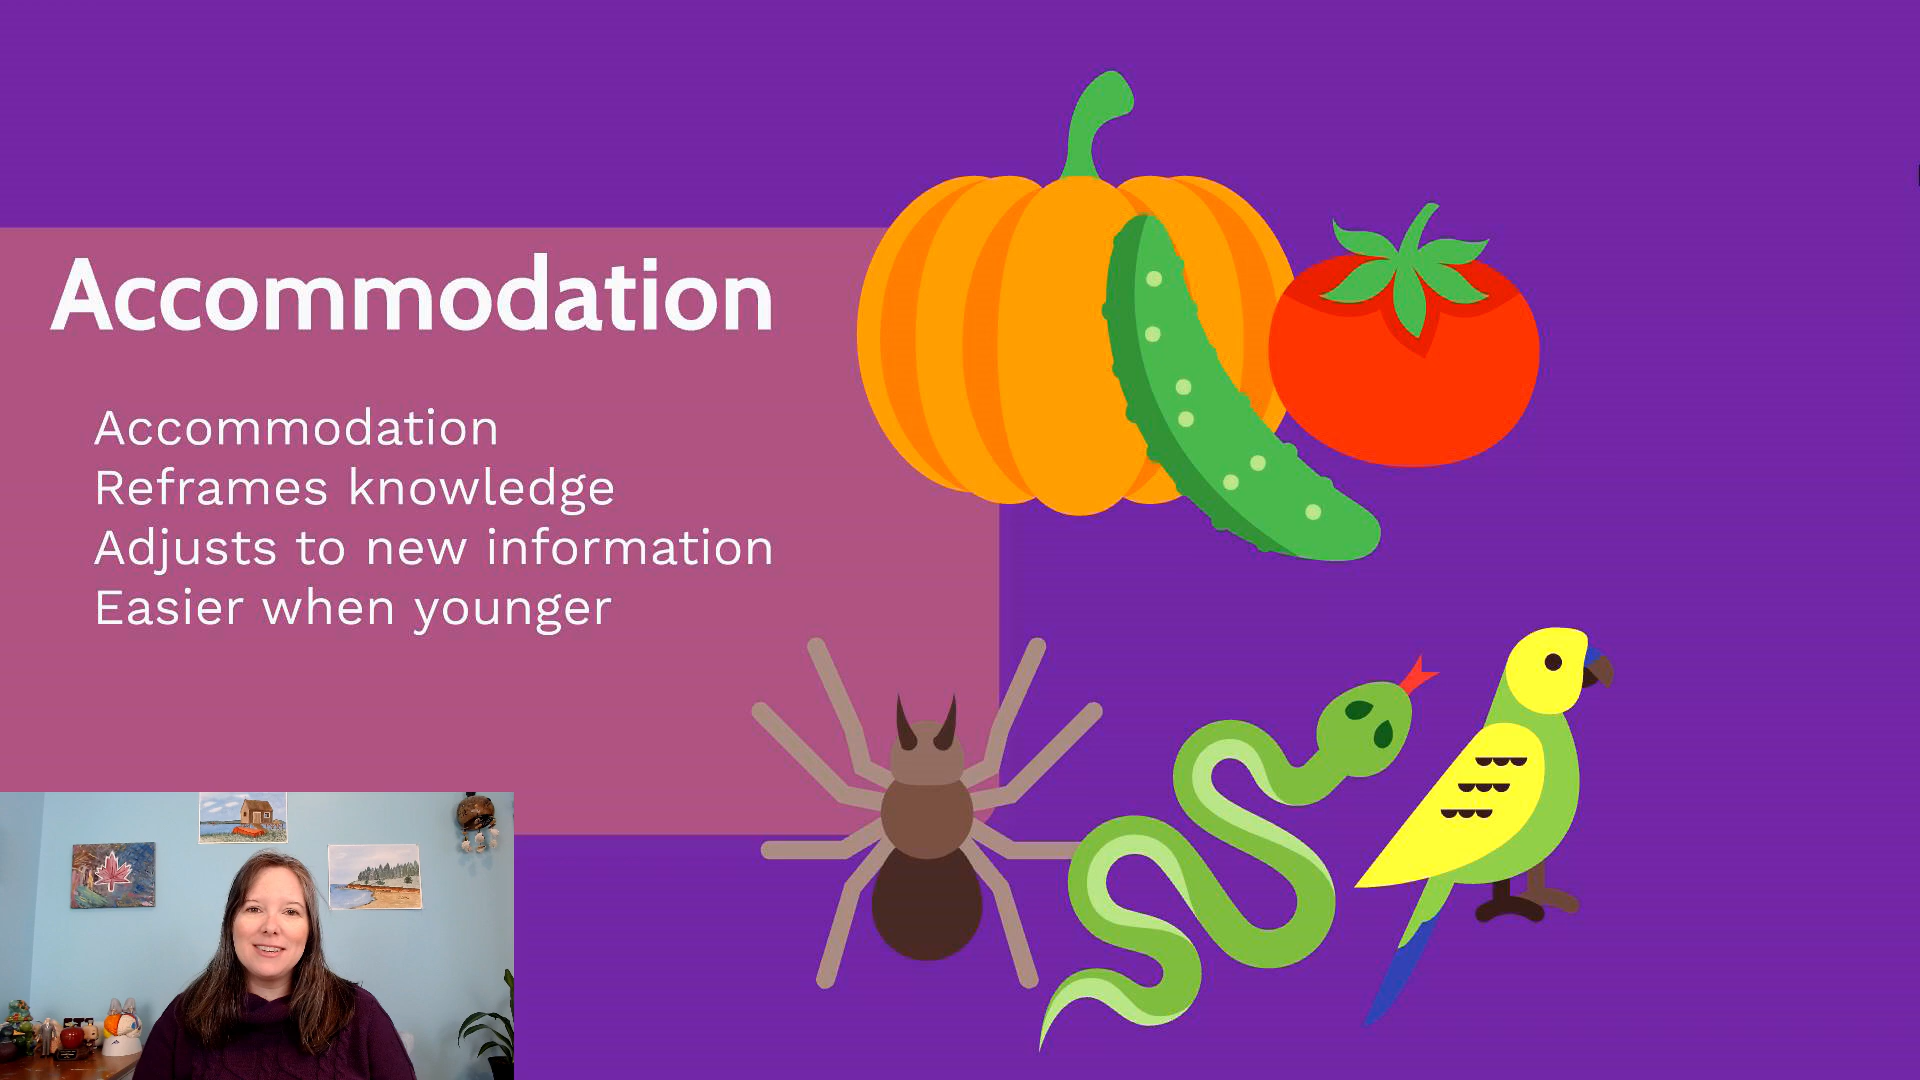 Accommodation
Accommodation
Reframes knowledge
Adjusts to new information
Easier when younger